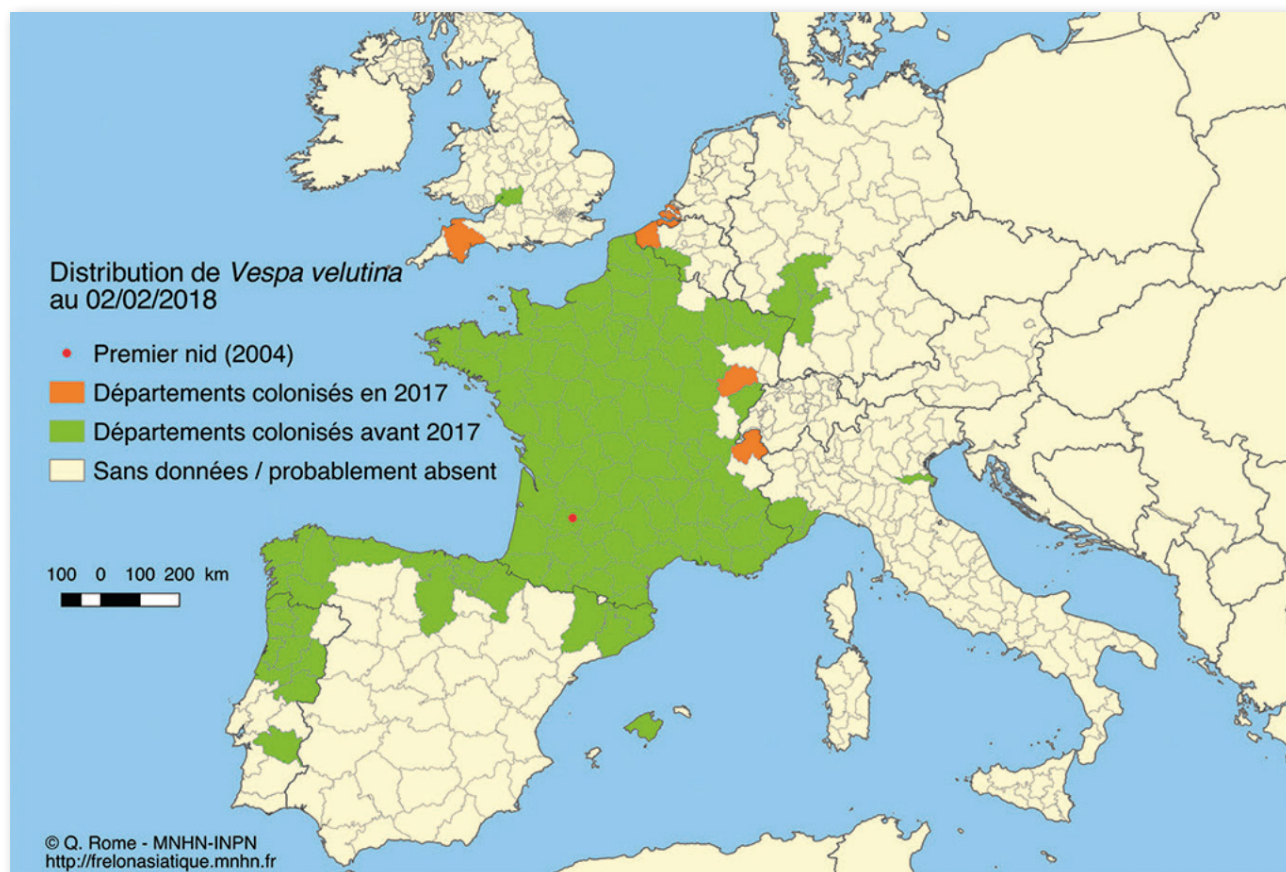 Distribution de Vespa velutina
au 02/02/2018
Premier nid (2004)
Départements colonisés en 2017
Départements colonisés avant 2017
Sans données / probablement absent
100 0 100 200 km
© Q. Rome - MNHN-INPN
http://frelonasiatique.mnhn.fr